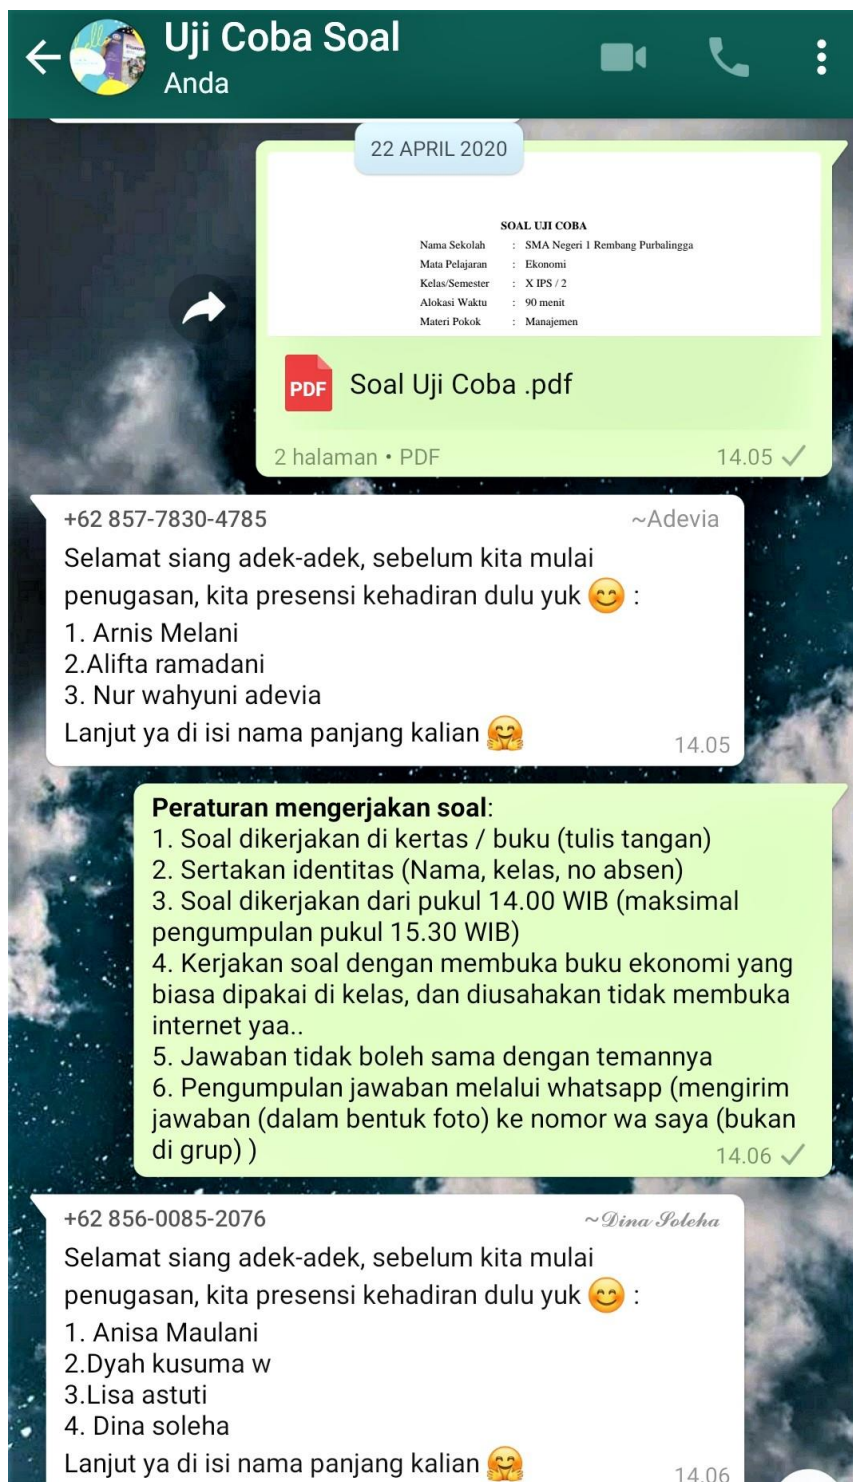 Uji Coba Soal
Anda
22 APRIL 2020
SOAL UJI COBA
Nama Sekolah : SMA Negeri 1 Rembang Purbalingga
Mata Pelajaran : Ekonomi
Kelas/Semester : X IPS / 2
Alokasi Waktu : 90 menit
Materi Pokok : Manajemen
PDF Soal Uji Coba .pdf
2 halaman • PDF 14.05
+62 857-7830-4785 ~Adevia
Selamat siang adek-adek, sebelum kita mulai
penugasan, kita presensi kehadiran dulu yuk 😊 :
1. Arnis Melani
2.Alifta ramadani
3. Nur wahyuni adevia
Lanjut ya di isi nama panjang kalian 🤗
14.05
Peraturan mengerjakan soal:
1. Soal dikerjakan di kertas / buku (tulis tangan)
2. Sertakan identitas (Nama, kelas, no absen)
3. Soal dikerjakan dari pukul 14.00 WIB (maksimal
pengumpulan pukul 15.30 WIB)
4. Kerjakan soal dengan membuka buku ekonomi yang
biasa dipakai di kelas, dan diusahakan tidak membuka
internet yaa..
5. Jawaban tidak boleh sama dengan temannya
6. Pengumpulan jawaban melalui whatsapp (mengirim
jawaban (dalam bentuk foto) ke nomor wa saya (bukan
di grup) )
14.06
+62 856-0085-2076 ~Dina Soleha
Selamat siang adek-adek, sebelum kita mulai
penugasan, kita presensi kehadiran dulu yuk 😊 :
1. Anisa Maulani
2.Dyah kusuma w
3.Lisa astuti
4. Dina soleha
Lanjut ya di isi nama panjang kalian 🤗
14.06